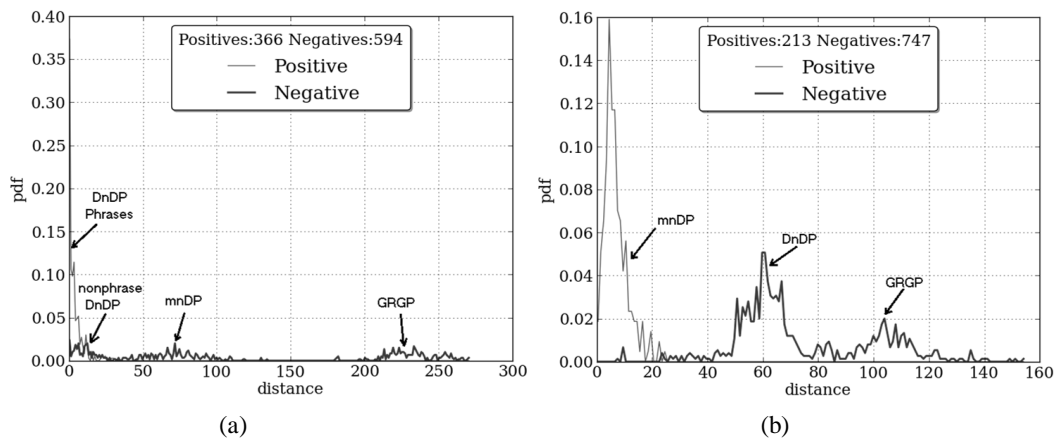 Positives:366 Negatives:594
Positive
Negative
0.40
0.35
0.30
0.25
0.20
0.15
0.10
0.05
0.00
pdf
DnDP
Phrases
nonphrase
DnDP
mnDP
GRGP
0 50 100 150 200 250 300
distance
(a)
Positives:213 Negatives:747
Positive
Negative
0.16
0.14
0.12
0.10
0.08
0.06
0.04
0.02
0.00
pdf
mnDP
DnDP
GRGP
0 20 40 60 80 100 120 140 160
distance
(b)